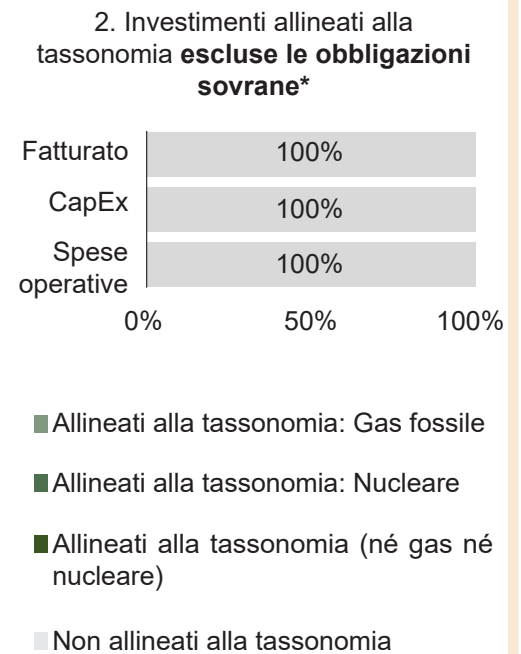 2. Investimenti allineati alla
tassonomia escluse le obbligazioni
sovrane*
Fatturato
100%
CapEx
100%
Spese
operative
100%
0%
50%
100%
Allineati alla tassonomia: Gas fossile
Allineati alla tassonomia: Nucleare
Allineati alla tassonomia (né gas né
nucleare)
Non allineati alla tassonomia